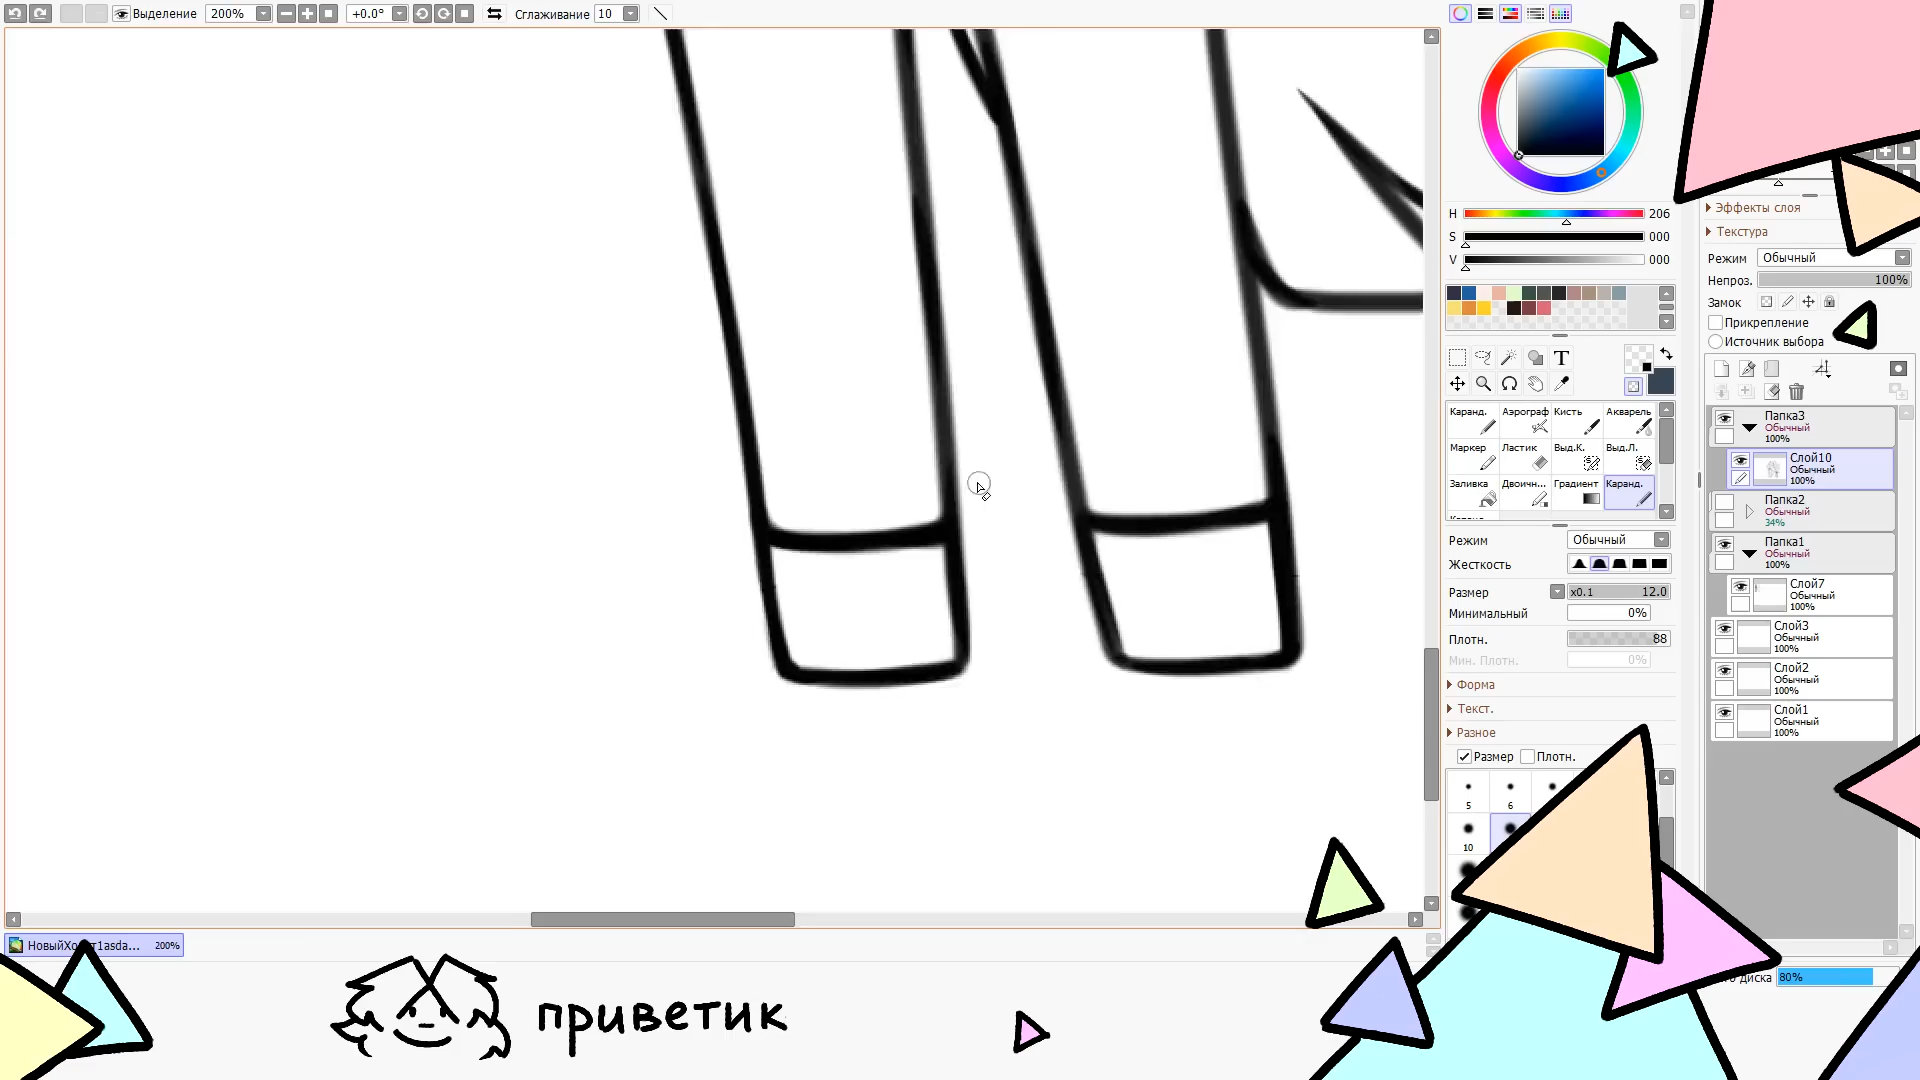 Выделение 200% +0.0° Сглаживание 10
H 206
S 000
V 000
T
Каранд. Аэрограф Кисть Акварель
Маркер Ластик Выд.К. Выд.Л.
Заливка Двоичн... Градиент Каранд.
Режим Обычный
Жесткость
Размер x0.1 12.0
Минимальный 0%
Плотн. 88
Мин. Плотн. 0%
Форма
Текст.
Разное
Размер Плотн.
5 6
10
Эффекты слоя
Текстура
Режим Обычный
Непроз. 100%
Замок
Прикрепление
Источник выбора
Папка3
Обычный
100%
Слой10
Обычный
100%
Папка2
Обычный
34%
Папка1
Обычный
100%
Слой7
Обычный
100%
Слой3
Обычный
100%
Слой2
Обычный
100%
Слой1
Обычный
100%
диска 80%
200%
приветик